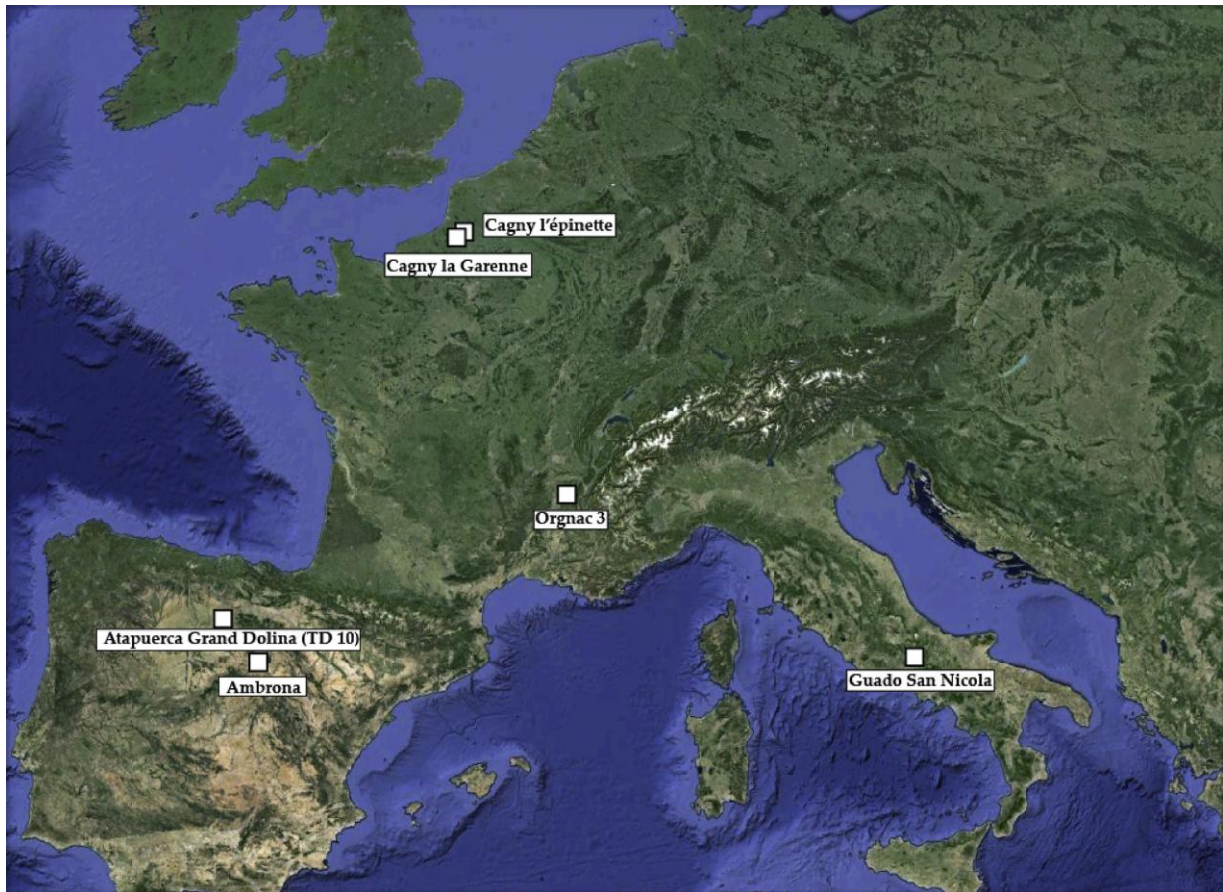 Cagny l'épinette
Cagny la Garenne
Orgnac 3
Atapuerca Grand Dolina (TD 10)
Ambrona
Guado San Nicola